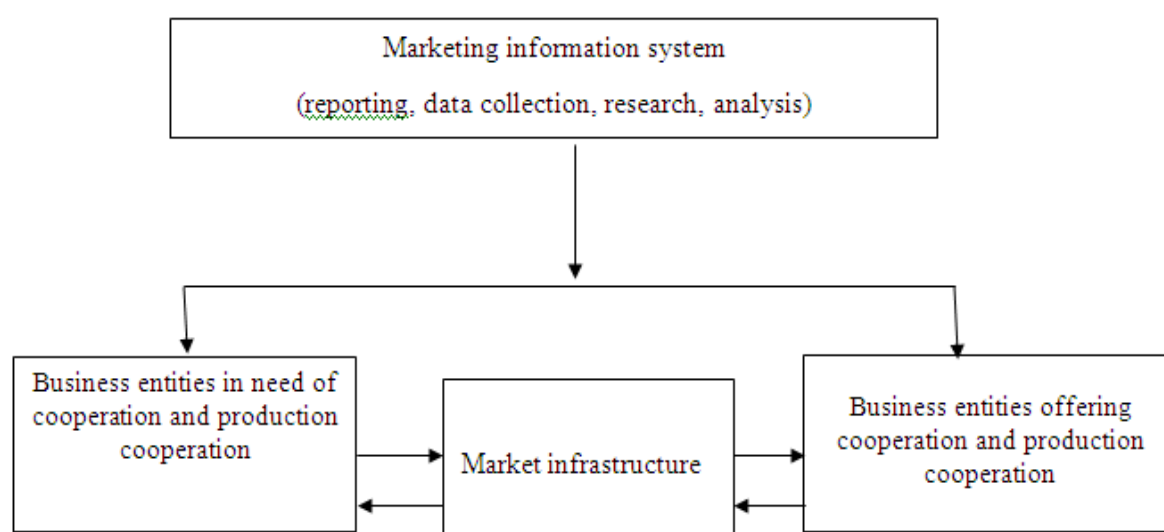 Marketing information system
(reporting, data collection, research, analysis)
Business entities in need of
cooperation and production
cooperation
Market infrastructure
Business entities offering
cooperation and production
cooperation